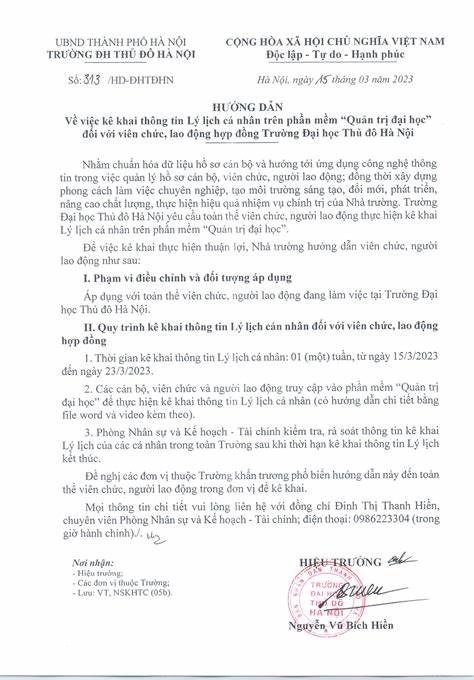 UBND THÀNH PHỐ HÀ NỘI
TRƯỜNG ĐH THỦ ĐÔ HÀ NỘI
CỘNG HÒA XÃ HỘI CHỦ NGHĨA VIỆT NAM
Độc lập - Tự do - Hạnh phúc
Số: 313 /HD-ĐHTĐHN
Hà Nội, ngày 15 tháng 03 năm 2023
HƯỚNG DẪN
Về việc kê khai thông tin Lý lịch cá nhân trên phần mềm “Quản trị đại học”
đối với viên chức, lao động hợp đồng Trường Đại học Thủ đô Hà Nội
Nhằm chuẩn hóa dữ liệu hồ sơ cán bộ và hướng tới ứng dụng công nghệ thông
tin trong việc quản lý hồ sơ cán bộ, viên chức, người lao động; đồng thời xây dựng
phong cách làm việc chuyên nghiệp, tạo môi trường sáng tạo, đổi mới, phát triển,
nâng cao chất lượng, thực hiện hiệu quả nhiệm vụ chính trị của Nhà trường. Trường
Đại học Thủ đô Hà Nội yêu cầu toàn thể viên chức, người lao động thực hiện kê khai
Lý lịch cá nhân trên phần mềm “Quản trị đại học”.
Để việc kê khai thực hiện thuận lợi, Nhà trường hướng dẫn viên chức, người
lao động như sau:
I. Phạm vi điều chỉnh và đối tượng áp dụng
Áp dụng với toàn thể viên chức, người lao động đang làm việc tại Trường Đại
học Thủ đô Hà Nội.
II. Quy trình kê khai thông tin Lý lịch cán nhân đối với viên chức, lao động
hợp đồng
1. Thời gian kê khai thông tin Lý lịch cá nhân: 01 (một) tuần, từ ngày 15/3/2023
đến ngày 23/3/2023.
2. Các cán bộ, viên chức và người lao động truy cập vào phần mềm “Quản trị
đại học” để thực hiện kê khai thông tin Lý lịch cá nhân (có hướng dẫn chi tiết bằng
file word và video kèm theo).
3. Phòng Nhân sự và Kế hoạch - Tài chính kiểm tra, rà soát thông tin kê khai
Lý lịch của các cá nhân trong toàn Trường sau khi thời hạn kê khai thông tin Lý lịch
kết thúc.
Đề nghị các đơn vị thuộc Trường khẩn trương phổ biến hướng dẫn này đến toàn
thể viên chức, người lao động trong đơn vị để kê khai.
Mọi thông tin chi tiết vui lòng liên hệ với đồng chí Đinh Thị Thanh Hiền,
chuyên viên Phòng Nhân sự và Kế hoạch - Tài chính; điện thoại: 0986223304 (trong
giờ hành chính)./.
Nơi nhận:
- Hiệu trưởng;
- Các đơn vị thuộc Trường;
- Lưu: VT, NSKHTC (05b).
HIỆU TRƯỞNG
TRƯỜNG
ĐẠI HỌC
THỦ ĐÔ
HÀ NỘI
Nguyễn Vũ Bích Hiền